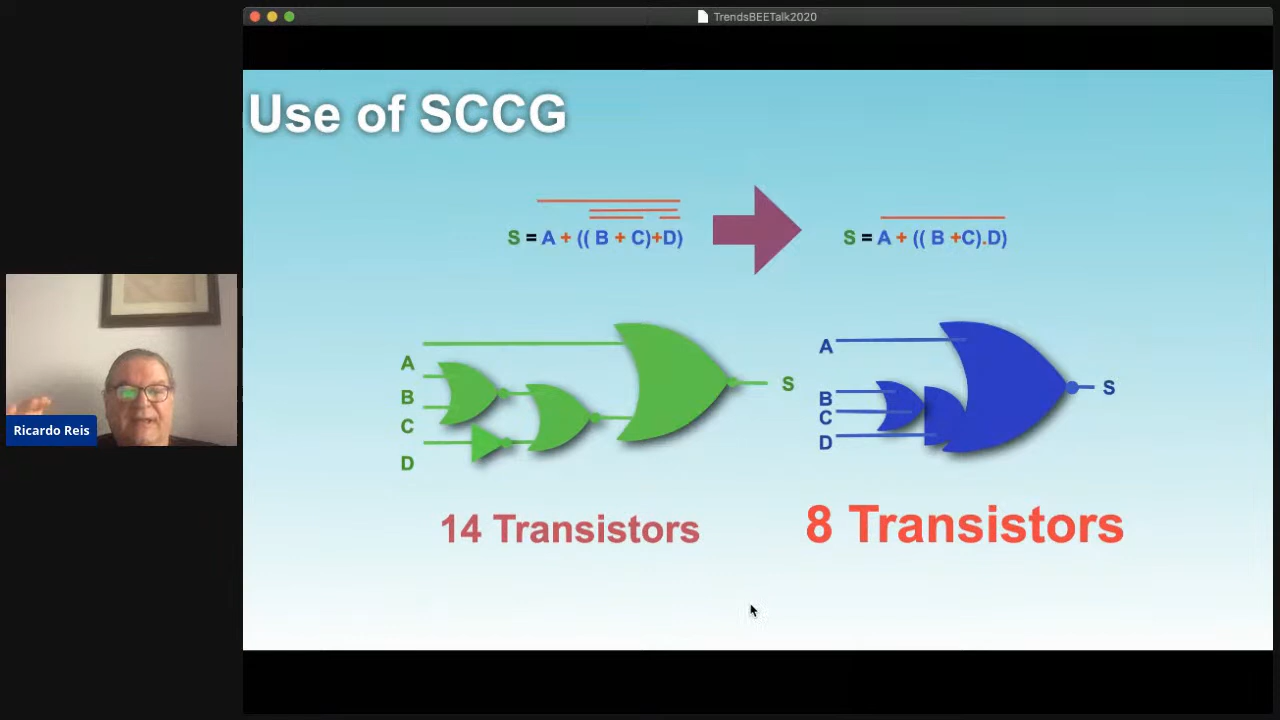 TrendsBEETalk2020
Use of SCCG
S = A + (( B + C)+D)
S = A + (( B +C).D)
A
B
C
D
S
A
B
C
D
S
14 Transistors
8 Transistors
Ricardo Reis